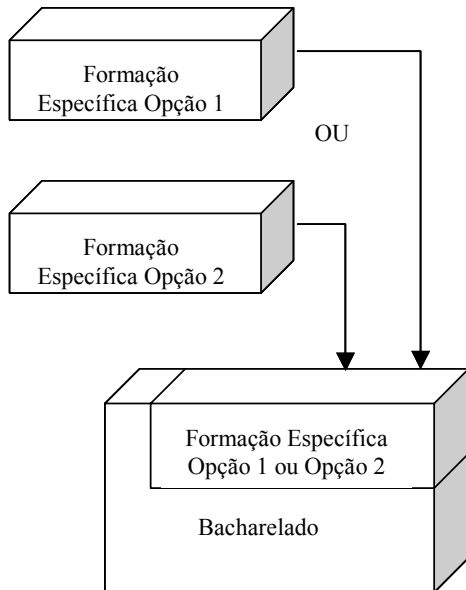 Formação
Específica Opção 1
OU
Formação
Específica Opção 2
Formação Específica
Opção 1 ou Opção 2
Bacharelado